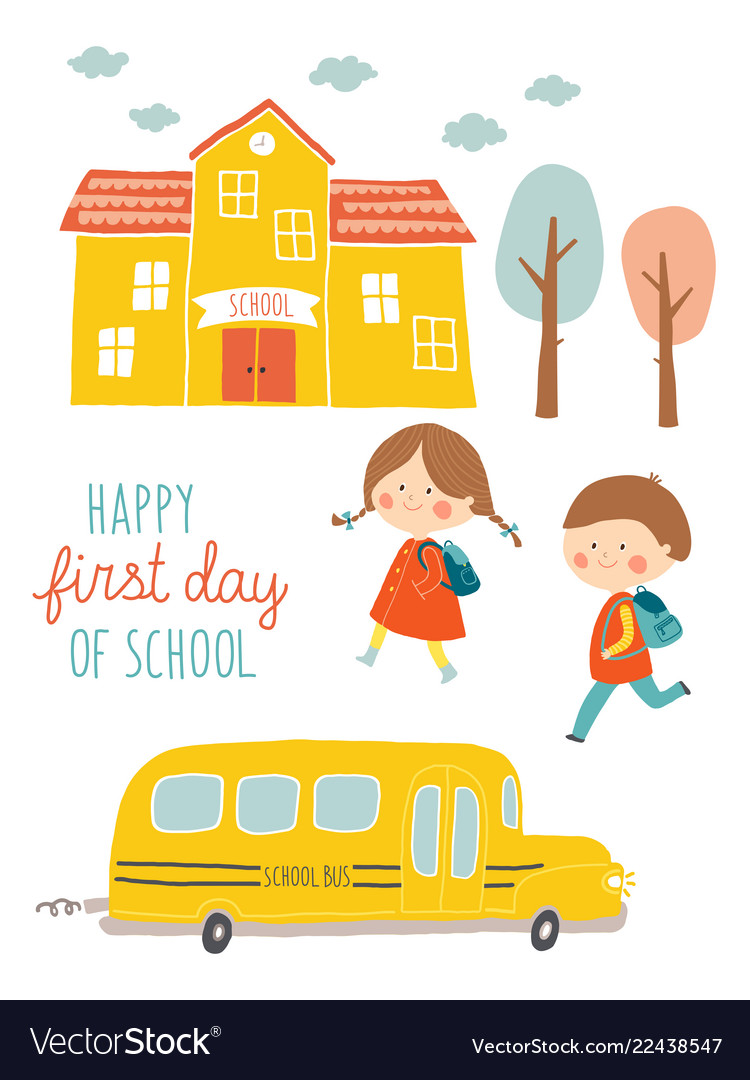 SCHOOL
HAPPY
first day
OF SCHOOL
SCHOOL BUS
VectorStock®
VectorStock.com/22438547